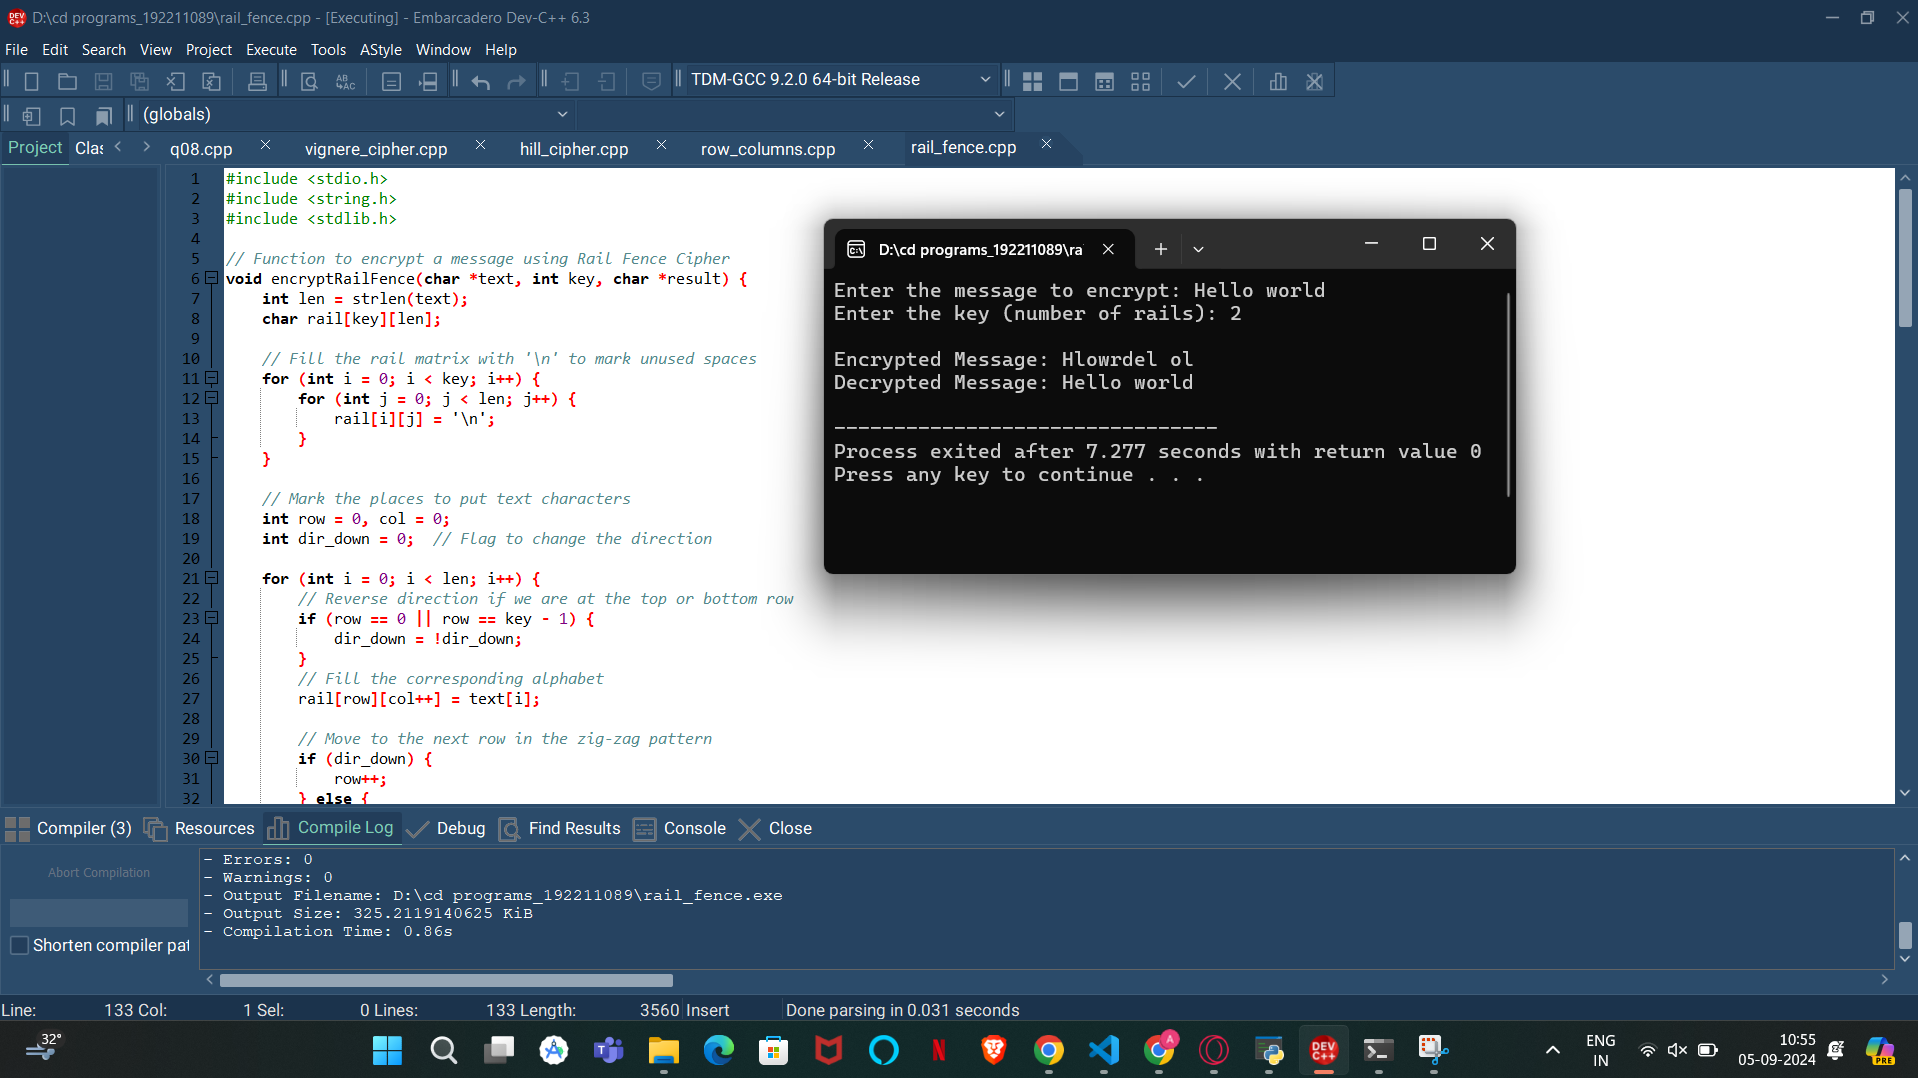 D:\cd programs_192211089\rail_fence.cpp - [Executing] - Embarcadero Dev-C++ 6.3
File Edit Search View Project Execute Tools AStyle Window Help
TDM-GCC 9.2.0 64-bit Release
(globals)
Project Clas q08.cpp vignere_cipher.cpp hill_cipher.cpp row_columns.cpp rail_fence.cpp
1 #include <stdio.h>
2 #include <string.h>
3 #include <stdlib.h>
4
5 // Function to encrypt a message using Rail Fence Cipher
6 void encryptRailFence(char *text, int key, char *result) {
7 int len = strlen(text);
8 char rail[key][len];
9
10 // Fill the rail matrix with '\n' to mark unused spaces
11 for (int i = 0; i < key; i++) {
12 for (int j = 0; j < len; j++) {
13 rail[i][j] = '\n';
14 }
15 }
16
17 // Mark the places to put text characters
18 int row = 0, col = 0;
19 int dir_down = 0; // Flag to change the direction
20
21 for (int i = 0; i < len; i++) {
22 // Reverse direction if we are at the top or bottom row
23 if (row == 0 || row == key - 1) {
24 dir_down = !dir_down;
25 }
26 // Fill the corresponding alphabet
27 rail[row][col++] = text[i];
28
29 // Move to the next row in the zig-zag pattern
30 if (dir_down) {
31 row++;
32 } else {
D:\cd programs_192211089\ra
Enter the message to encrypt: Hello world
Enter the key (number of rails): 2
Encrypted Message: Hlowrdel ol
Decrypted Message: Hello world
--------------------------------
Process exited after 7.277 seconds with return value 0
Press any key to continue . . .
Compiler (3) Resources Compile Log Debug Find Results Console Close
Abort Compilation
Shorten compiler pat
- Errors: 0
- Warnings: 0
- Output Filename: D:\cd programs_192211089\rail_fence.exe
- Output Size: 325.2119140625 KiB
- Compilation Time: 0.86s
Line: 133 Col: 1 Sel: 0 Lines: 133 Length: 3560 Insert Done parsing in 0.031 seconds
32°
ENG
IN
10:55
05-09-2024